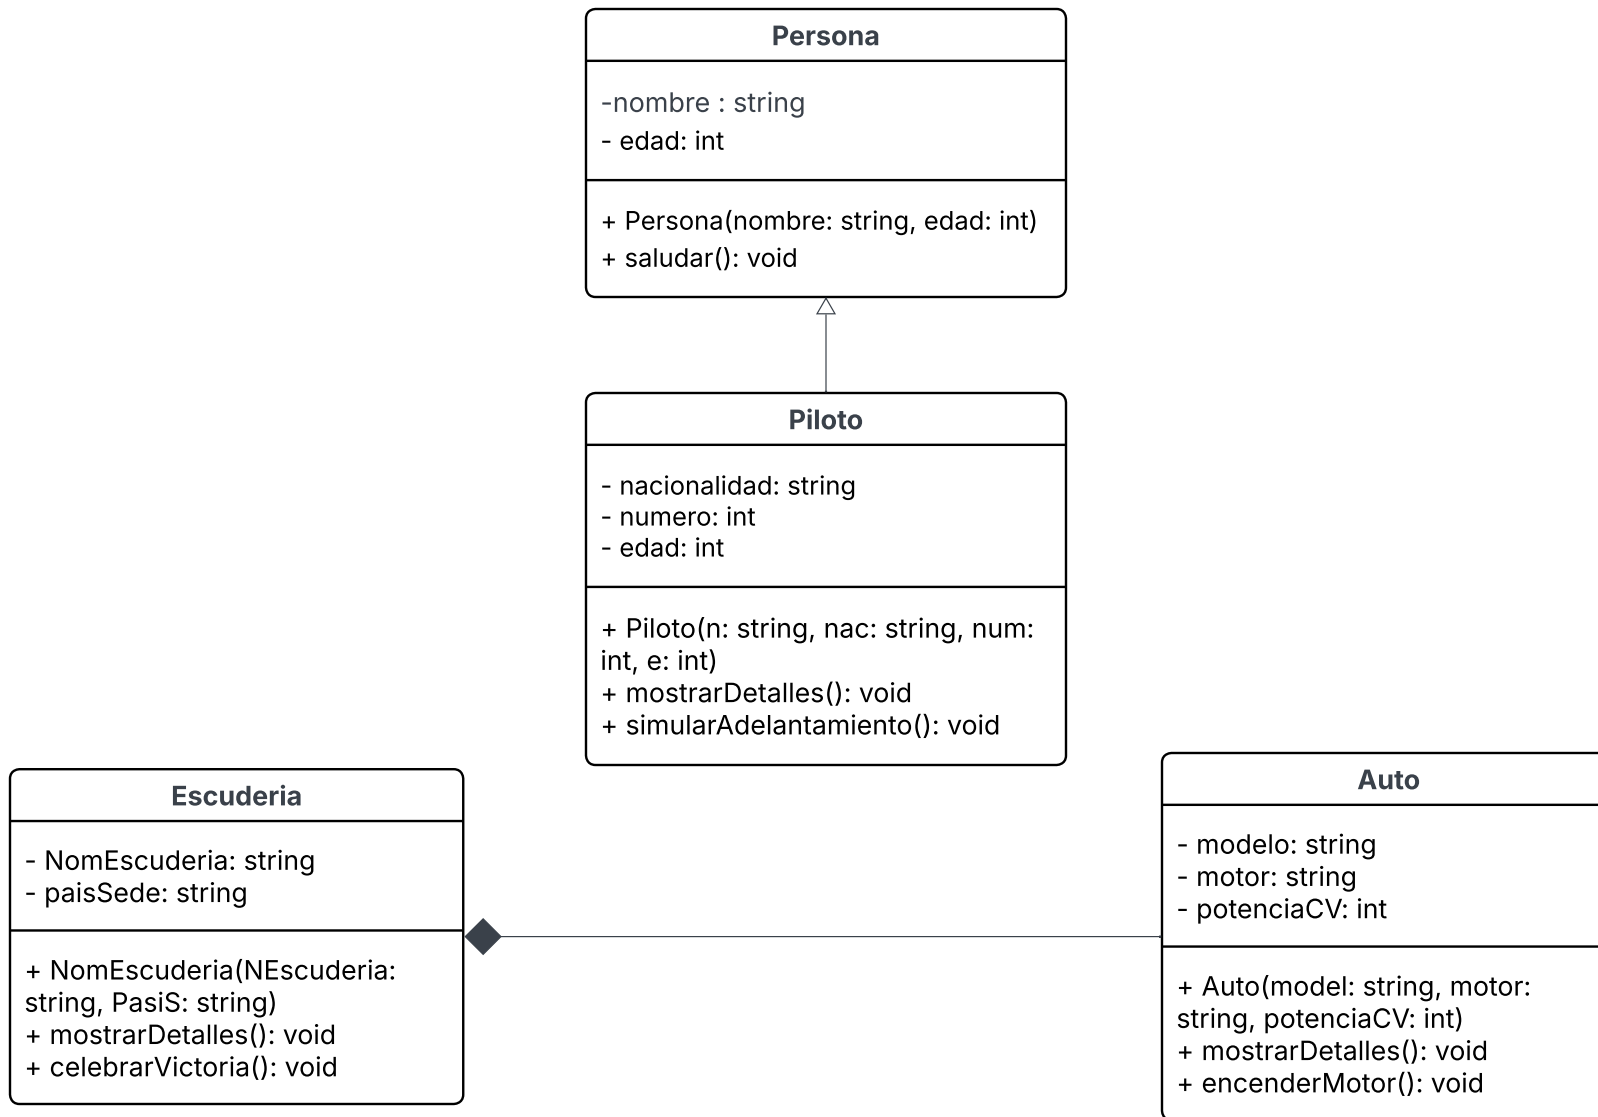 Persona
-nombre : string
- edad: int
+ Persona(nombre: string, edad: int)
+ saludar(): void
Piloto
- nacionalidad: string
- numero: int
- edad: int
+ Piloto(n: string, nac: string, num:
int, e: int)
+ mostrarDetalles(): void
+ simularAdelantamiento(): void
Escuderia
- NomEscuderia: string
- paisSede: string
+ NomEscuderia(NEscuderia:
string, PasiS: string)
+ mostrarDetalles(): void
+ celebrarVictoria(): void
Auto
- modelo: string
- motor: string
- potenciaCV: int
+ Auto(model: string, motor:
string, potenciaCV: int)
+ mostrarDetalles(): void
+ encenderMotor(): void